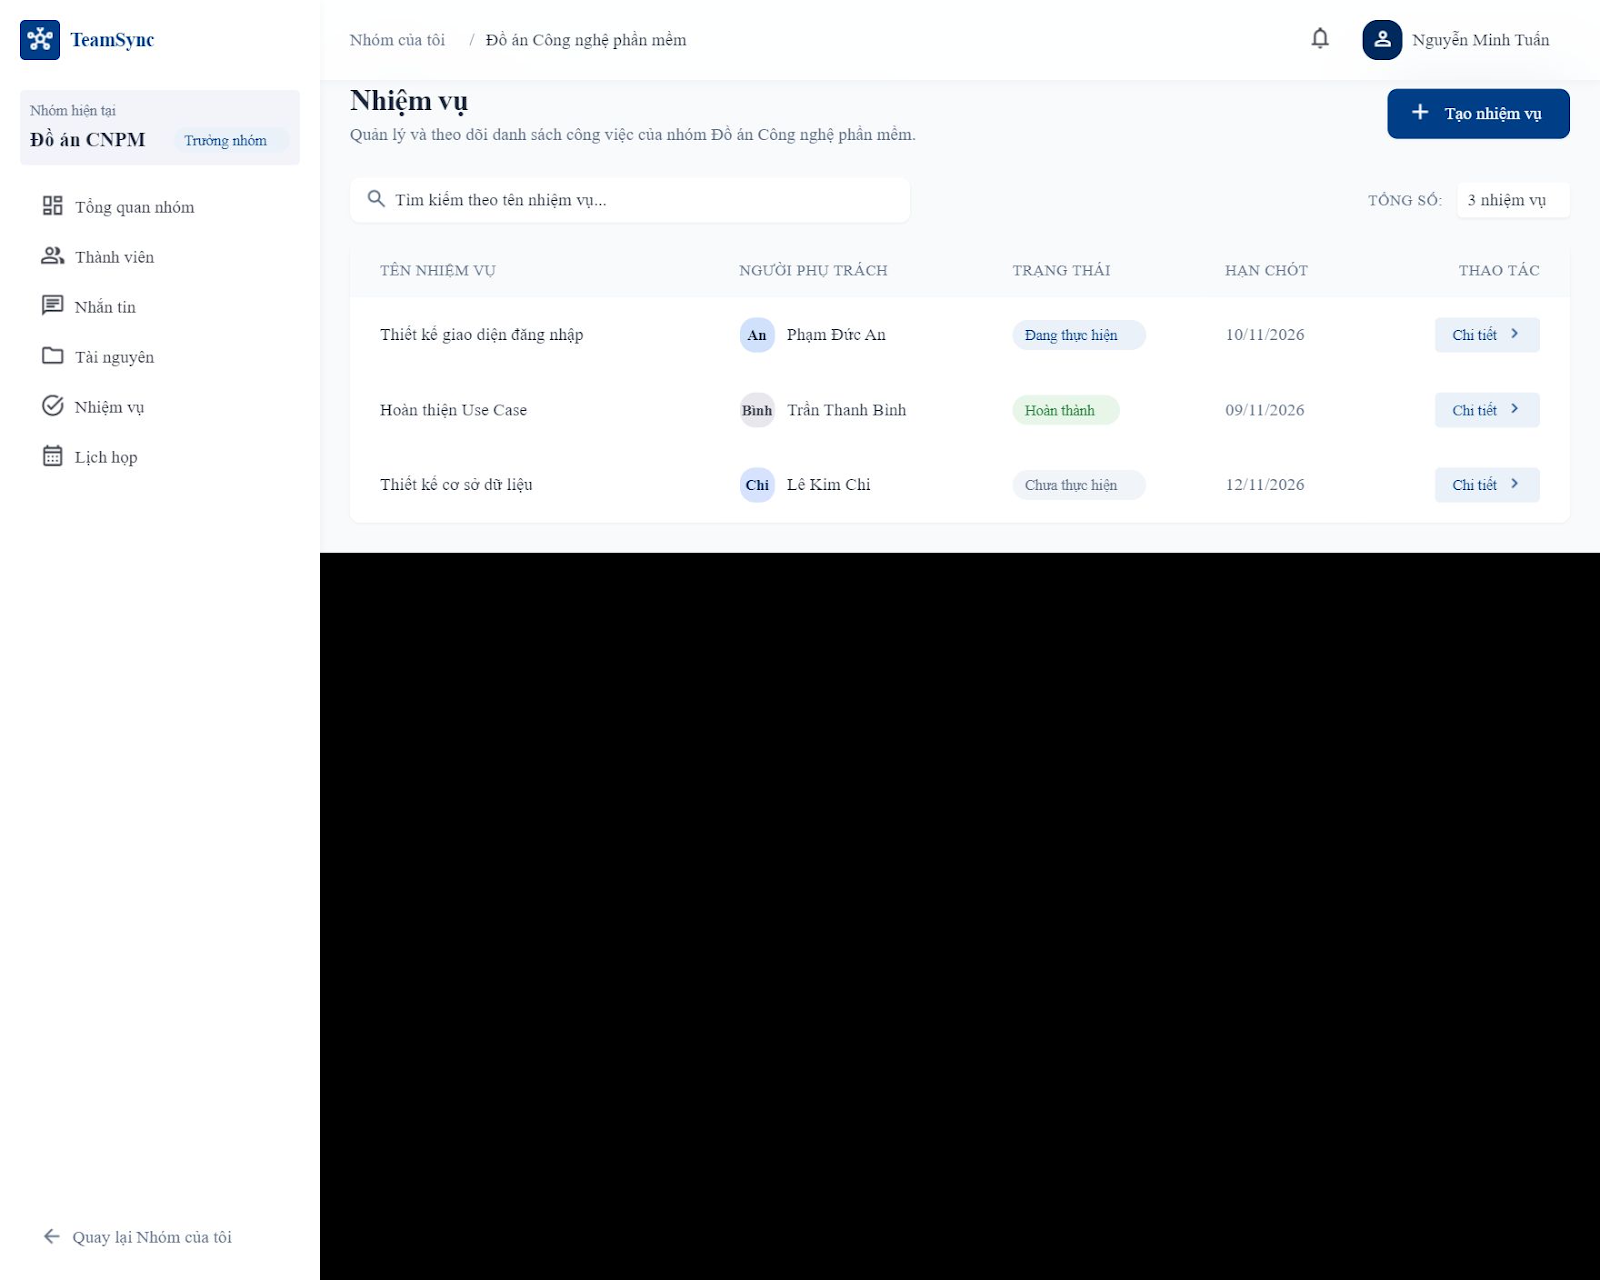 TeamSync
Nhóm hiện tại
Đồ án CNPM
Trưởng nhóm
Tổng quan nhóm
Thành viên
Nhắn tin
Tài nguyên
Nhiệm vụ
Lịch họp
Quay lại Nhóm của tôi
Nhóm của tôi / Đồ án Công nghệ phần mềm
Nguyễn Minh Tuấn
Nhiệm vụ
Quản lý và theo dõi danh sách công việc của nhóm Đồ án Công nghệ phần mềm.
Tạo nhiệm vụ
Tìm kiếm theo tên nhiệm vụ...
TỔNG SỐ: 3 nhiệm vụ
TÊN NHIỆM VỤ NGƯỜI PHỤ TRÁCH TRẠNG THÁI HẠN CHÓT THAO TÁC
Thiết kế giao diện đăng nhập An Phạm Đức An Đang thực hiện 10/11/2026 Chi tiết
Hoàn thiện Use Case Bình Trần Thanh Bình Hoàn thành 09/11/2026 Chi tiết
Thiết kế cơ sở dữ liệu Chi Lê Kim Chi Chưa thực hiện 12/11/2026 Chi tiết